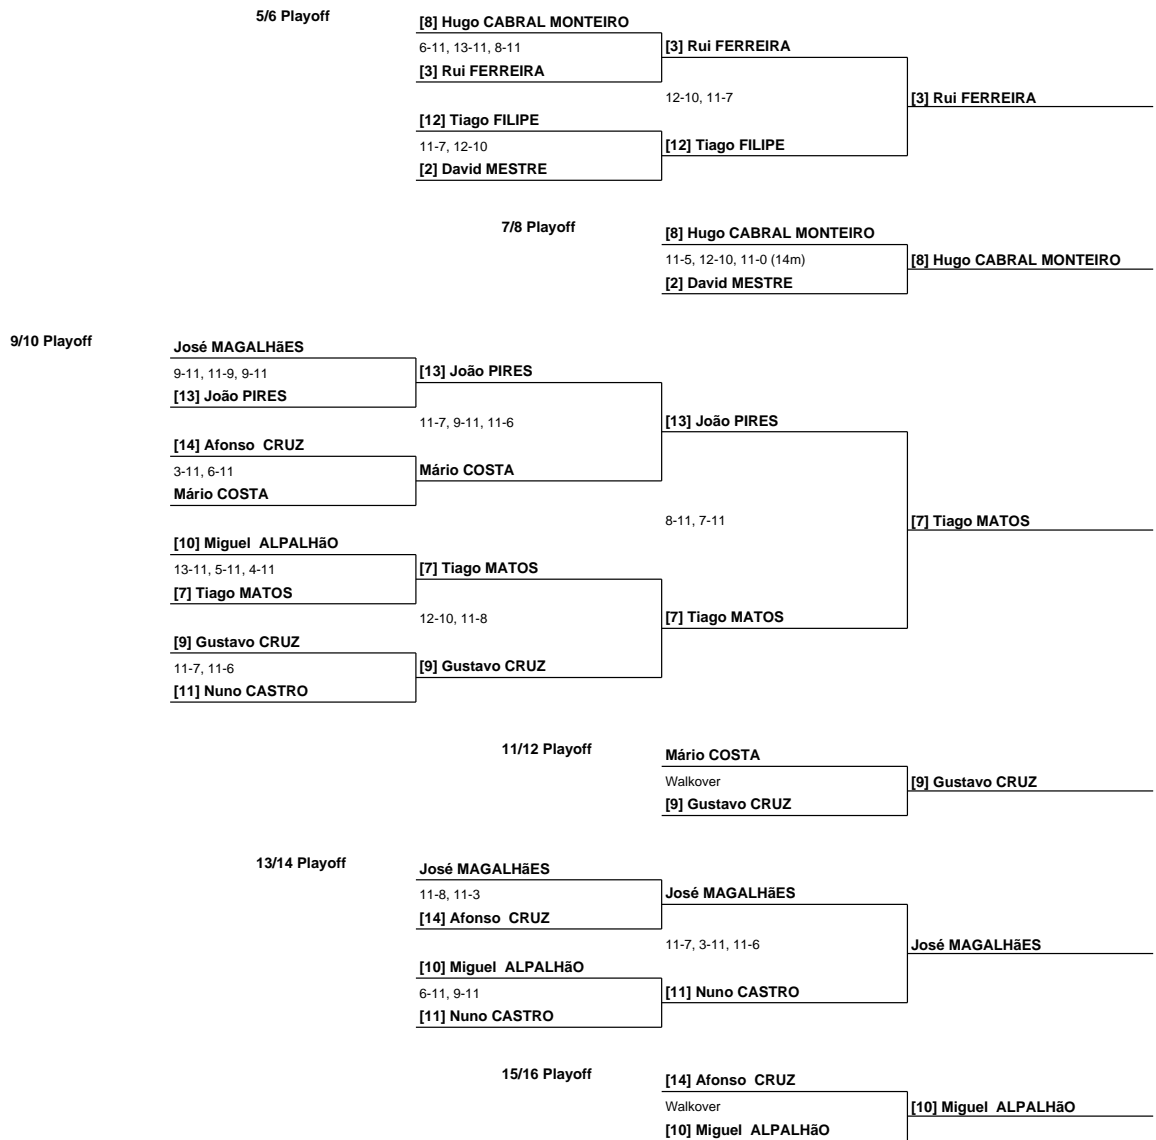 5/6 Playoff
[8] Hugo CABRAL MONTEIRO
6-11, 13-11, 8-11
[3] Rui FERREIRA
[3] Rui FERREIRA
12-10, 11-7
[3] Rui FERREIRA
[12] Tiago FILIPE
11-7, 12-10
[12] Tiago FILIPE
[2] David MESTRE
7/8 Playoff
[8] Hugo CABRAL MONTEIRO
11-5, 12-10, 11-0 (14m)
[8] Hugo CABRAL MONTEIRO
[2] David MESTRE
9/10 Playoff
José MAGALHãES
9-11, 11-9, 9-11
[13] João PIRES
[13] João PIRES
11-7, 9-11, 11-6
[13] João PIRES
[14] Afonso  CRUZ
3-11, 6-11
Mário COSTA
Mário COSTA
8-11, 7-11
[7] Tiago MATOS
[10] Miguel  ALPALHãO
13-11, 5-11, 4-11
[7] Tiago MATOS
[7] Tiago MATOS
12-10, 11-8
[7] Tiago MATOS
[9] Gustavo CRUZ
11-7, 11-6
[9] Gustavo CRUZ
[11] Nuno CASTRO
11/12 Playoff
Mário COSTA
Walkover
[9] Gustavo CRUZ
[9] Gustavo CRUZ
13/14 Playoff
José MAGALHãES
11-8, 11-3
José MAGALHãES
[14] Afonso  CRUZ
11-7, 3-11, 11-6
José MAGALHãES
[10] Miguel  ALPALHãO
6-11, 9-11
[11] Nuno CASTRO
[11] Nuno CASTRO
15/16 Playoff
[14] Afonso  CRUZ
Walkover
[10] Miguel  ALPALHãO
[10] Miguel  ALPALHãO